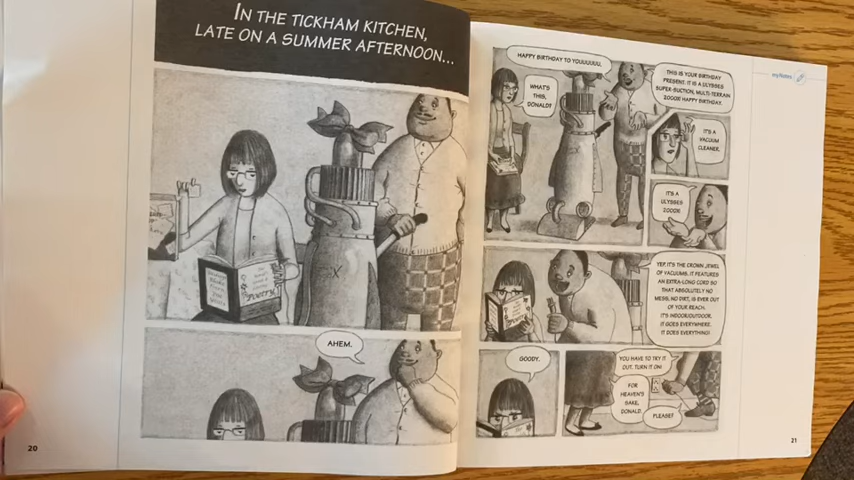 IN THE TICKHAM KITCHEN,
LATE ON A SUMMER AFTERNOON...
AHEM.
20
HAPPY BIRTHDAY TO YOUUUUUU.
WHAT'S
THIS,
DONALD?
THIS IS YOUR BIRTHDAY
PRESENT. IT IS A ULYSSES
SUPER-SUCTION, MULTI-TERRAIN
2000X! HAPPY BIRTHDAY.
IT'S A
VACUUM
CLEANER.
IT'S A
ULYSSES
2000X!
YEP. IT'S THE CROWN JEWEL
OF VACUUMS. IT FEATURES
AN EXTRA-LONG CORD SO
THAT ABSOLUTELY NO
MESS, NO DIRT, IS EVER OUT
OF YOUR REACH.
IT'S INDOOR/OUTDOOR.
IT GOES EVERYWHERE.
IT DOES EVERYTHING!
GOODY.
YOU HAVE TO TRY IT
OUT. TURN IT ON!
FOR
HEAVEN'S
SAKE,
DONALD.
PLEASE?
myNotes
21